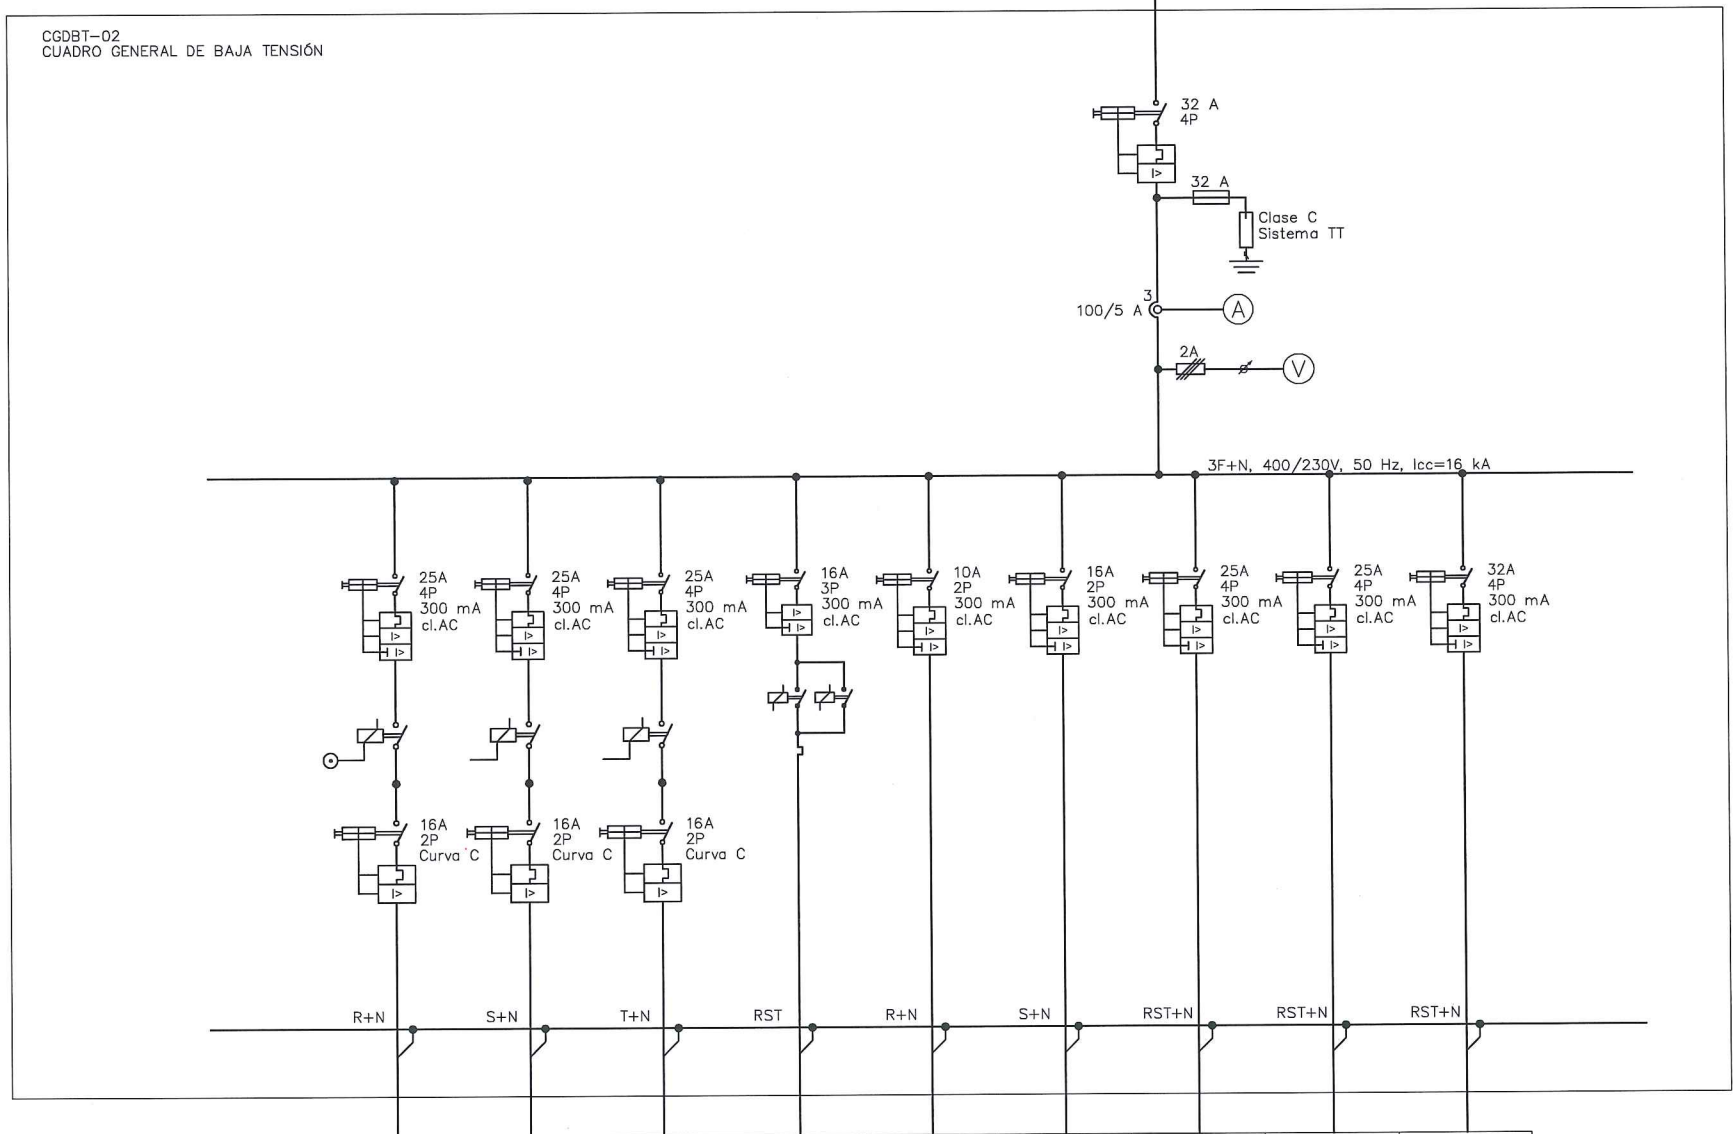 CGDBT-02
CUADRO GENERAL DE BAJA TENSIÓN
32 A
4P
I>
32 A
Clase C
Sistema TT
3
100/5 A
A
2A
V
3F+N, 400/230V, 50 Hz, Icc=16 kA
25A
4P
300 mA
cl.AC
I>
I>
25A
4P
300 mA
cl.AC
I>
I>
25A
4P
300 mA
cl.AC
I>
I>
16A
3P
300 mA
cl.AC
I>
I>
10A
2P
300 mA
cl.AC
I>
I>
16A
2P
300 mA
cl.AC
I>
I>
25A
4P
300 mA
cl.AC
I>
I>
25A
4P
300 mA
cl.AC
I>
I>
32A
4P
300 mA
cl.AC
I>
I>
16A
2P
Curva C
I>
16A
2P
Curva C
I>
16A
2P
Curva C
I>
R+N
S+N
T+N
RST
R+N
S+N
RST+N
RST+N
RST+N